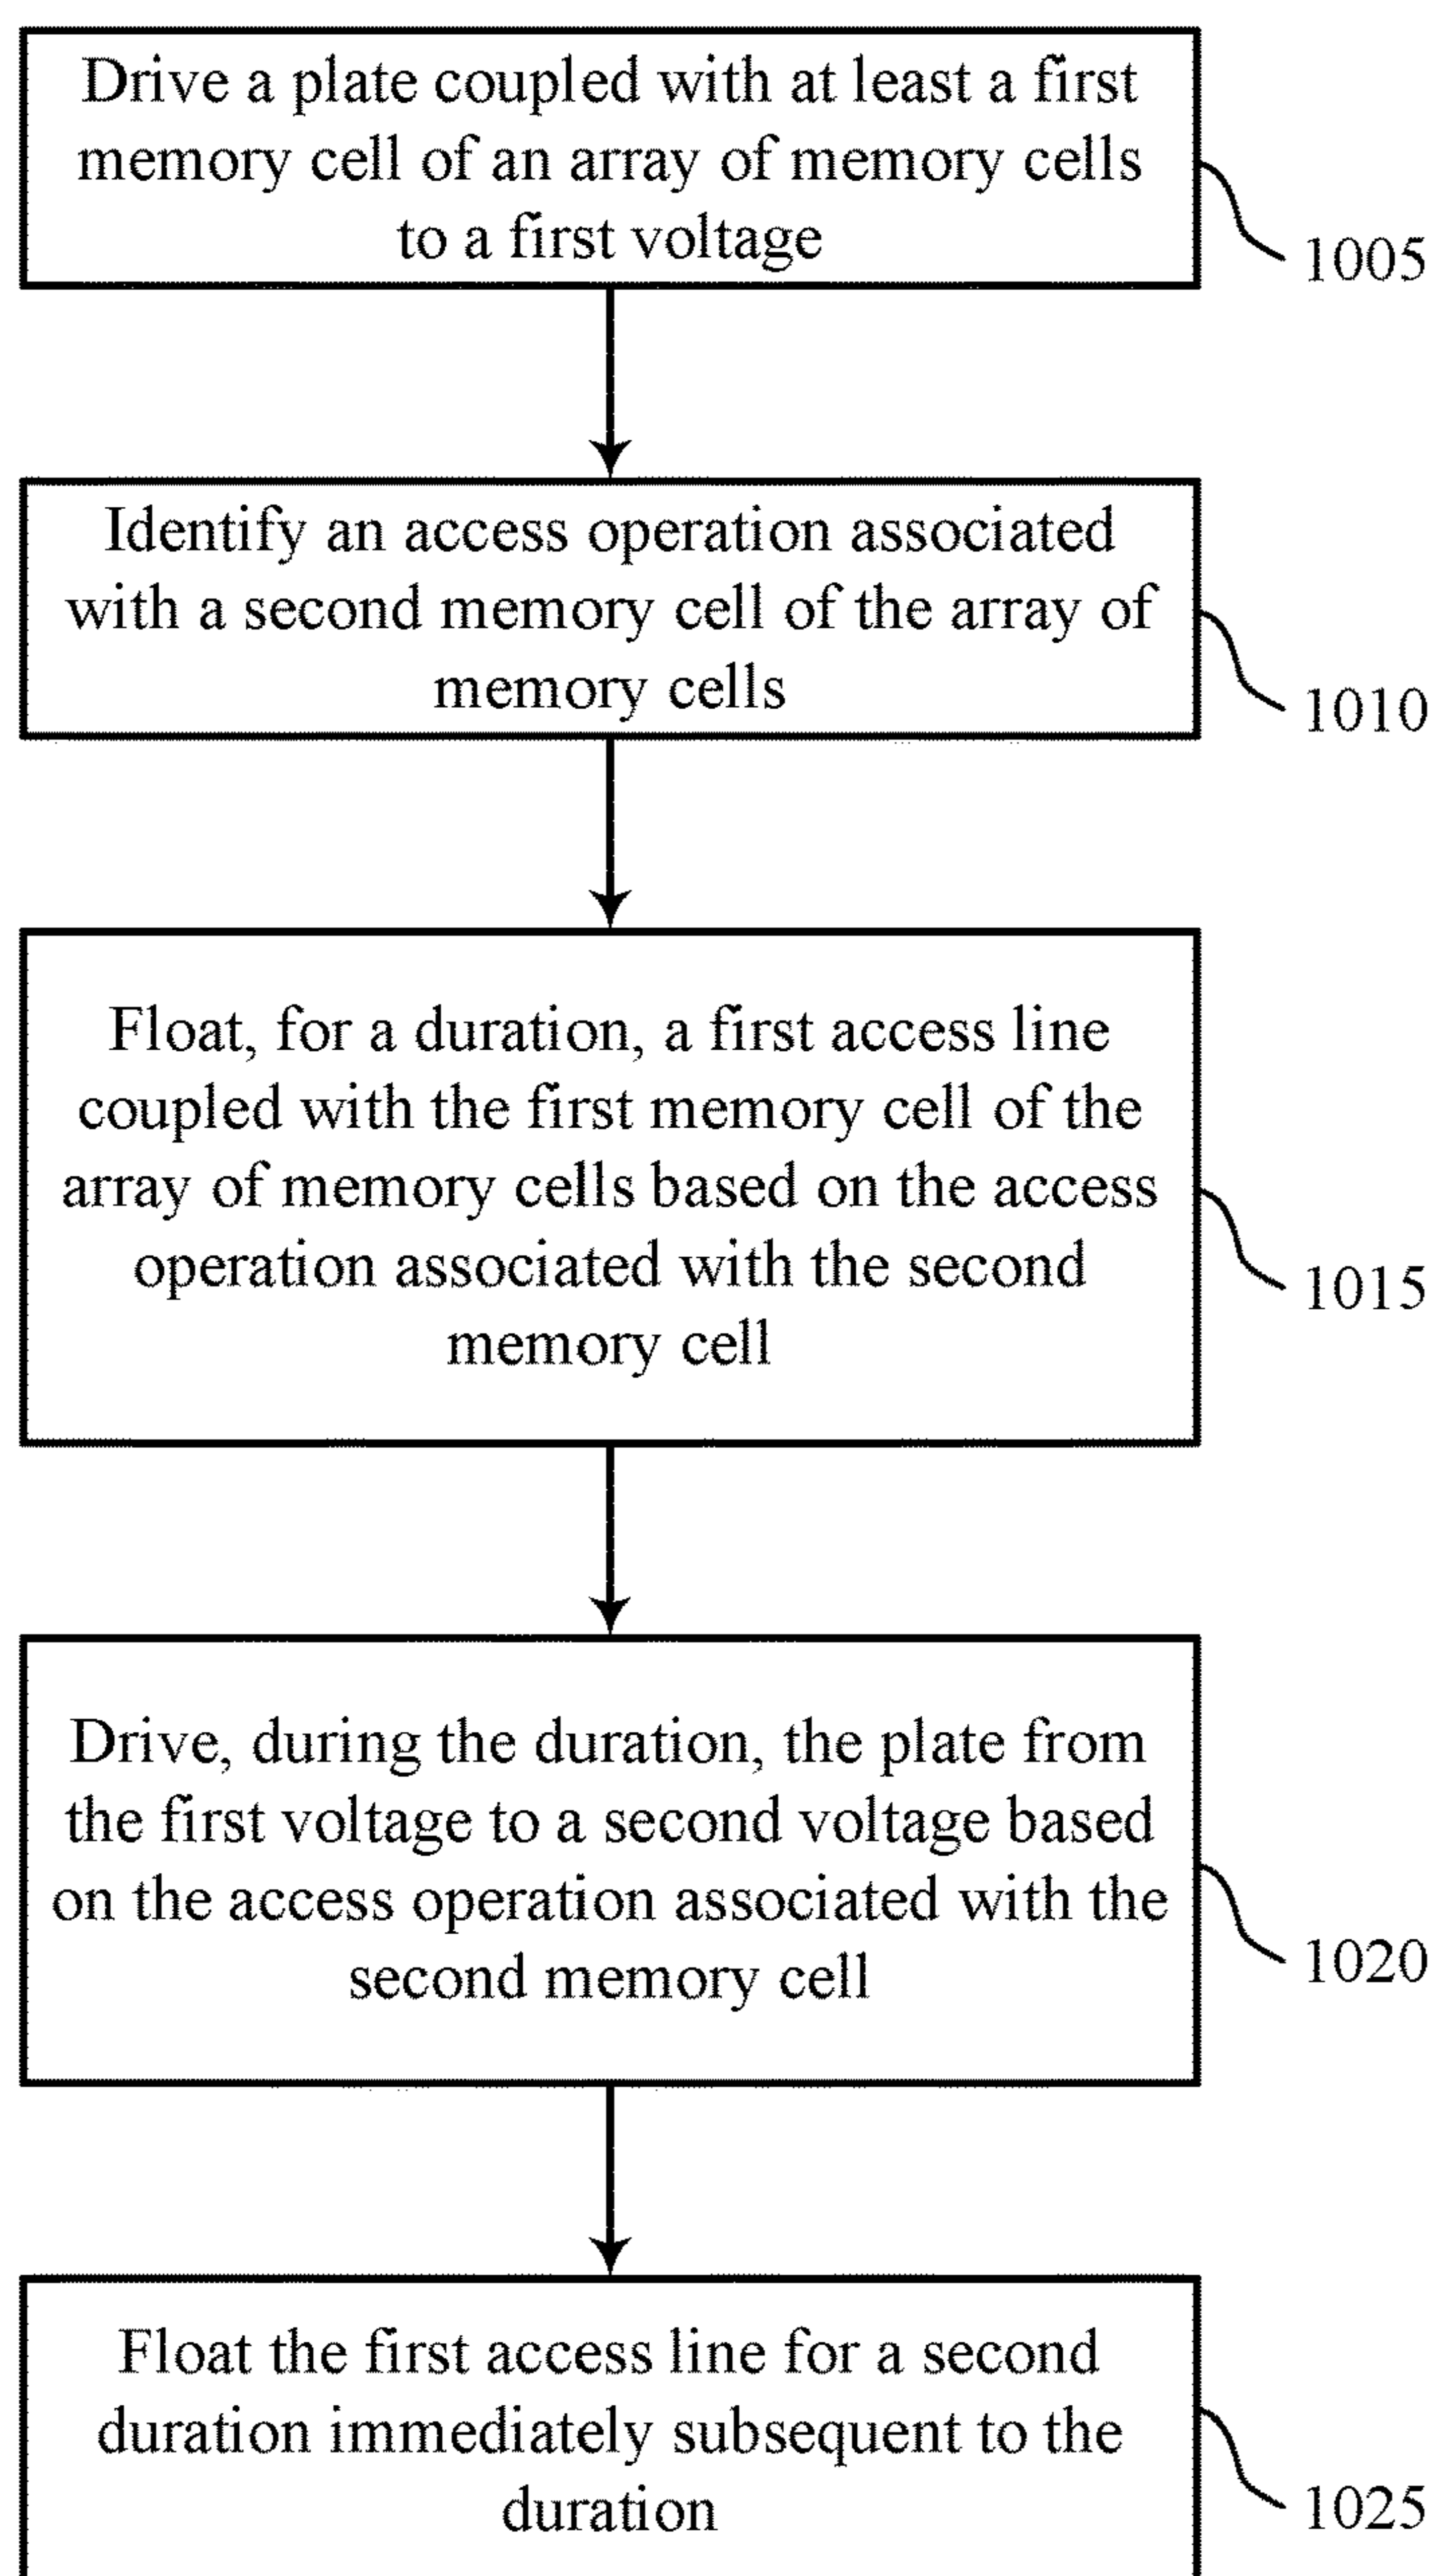 Drive a plate coupled with at least a first
memory cell of an array of memory cells
to a first voltage
1005
Identify an access operation associated
with a second memory cell of the array of
memory cells
1010
Float, for a duration, a first access line
coupled with the first memory cell of the
array of memory cells based on the access
operation associated with the second
memory cell
1015
Drive, during the duration, the plate from
the first voltage to a second voltage based
on the access operation associated with the
second memory cell
1020
Float the first access line for a second
duration immediately subsequent to the
duration
1025